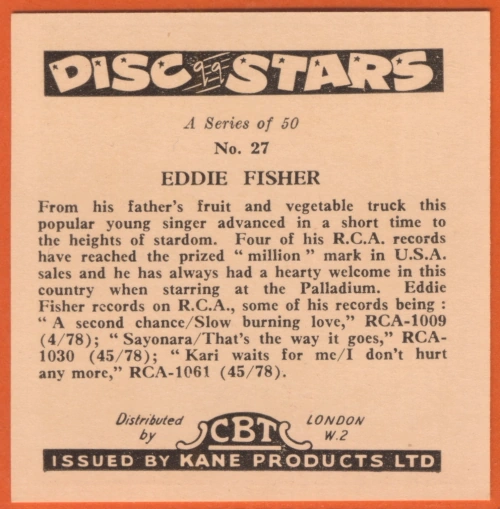 DISC STARS
A Series of 50
No. 27
EDDIE FISHER
From his father's fruit and vegetable truck this
popular young singer advanced in a short time to
the heights of stardom. Four of his R.C.A. records
have reached the prized " million " mark in U.S.A.
sales and he has always had a hearty welcome in this
country when starring at the Palladium. Eddie
Fisher records on R.C.A., some of his records being :
" A second chance/Slow burning love," RCA-1009
(4/78); " Sayonara/That's the way it goes," RCA-
1030 (45/78); " Kari waits for me/I don't hurt
any more," RCA-1061 (45/78).
Distributed by CBT LONDON W.2
ISSUED BY KANE PRODUCTS LTD